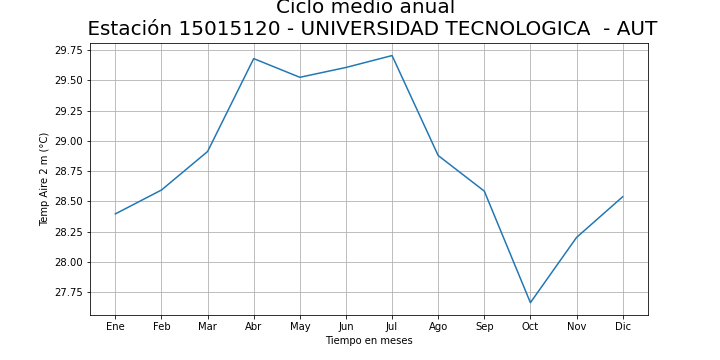 Ciclo medio anual
Estación 15015120 - UNIVERSIDAD TECNOLOGICA  - AUT
29.75
29.50
29.25
29.00
28.75
28.50
28.25
28.00
27.75
Temp Aire 2 m (°C)
Ene Feb Mar Abr May Jun Jul Ago Sep Oct Nov Dic
Tiempo en meses